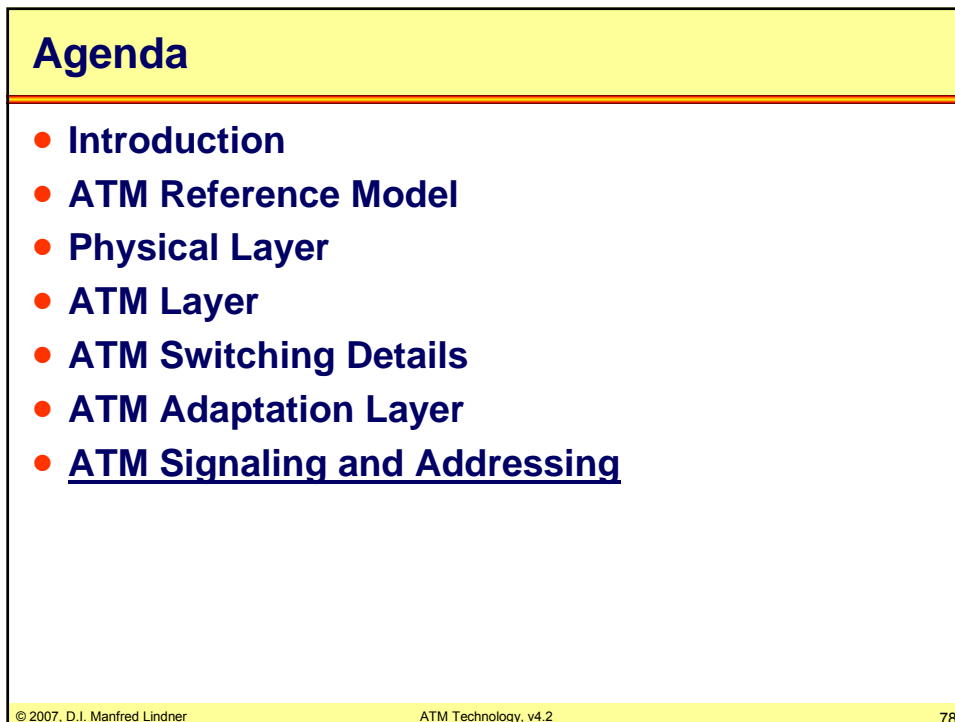 Agenda
• Introduction
• ATM Reference Model
• Physical Layer
• ATM Layer
• ATM Switching Details
• ATM Adaptation Layer
• ATM Signaling and Addressing
© 2007, D.I. Manfred Lindner ATM Technology, v4.2 78